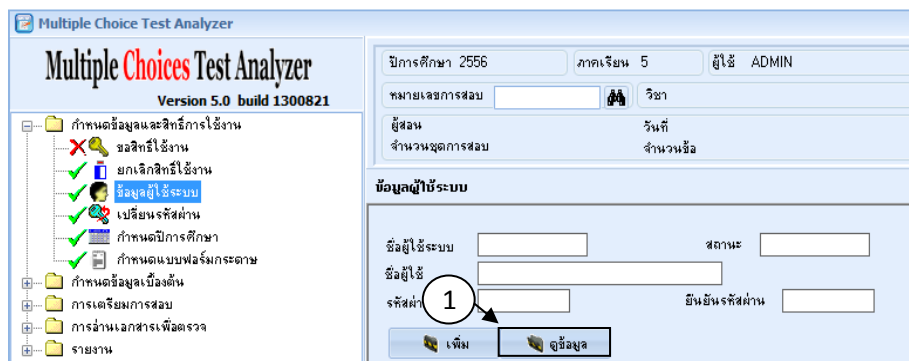 Multiple Choice Test Analyzer
Multiple Choices Test Analyzer
Version 5.0 build 1300821
กำหนดข้อมูลและสิทธิ์การใช้งาน
ขอสิทธิ์ใช้งาน
ยกเลิกสิทธิ์ใช้งาน
ข้อมูลผู้ใช้ระบบ
เปลี่ยนรหัสผ่าน
กำหนดปีการศึกษา
กำหนดแบบฟอร์มกระดาษ
กำหนดข้อมูลเบื้องต้น
การเตรียมการสอบ
การอ่านเอกสารเพื่อตรวจ
รายงาน
ปีการศึกษา 2556 ภาคเรียน 5 ผู้ใช้ ADMIN
หมายเลขการสอบ วิชา
ผู้สอน วันที่
จำนวนชุดการสอบ จำนวนข้อ
ข้อมูลผู้ใช้ระบบ
ชื่อผู้ใช้ระบบ สถานะ
ชื่อผู้ใช้
รหัสผ่ 1 ยืนยันรหัสผ่าน
เพิ่ม ดูข้อมูล